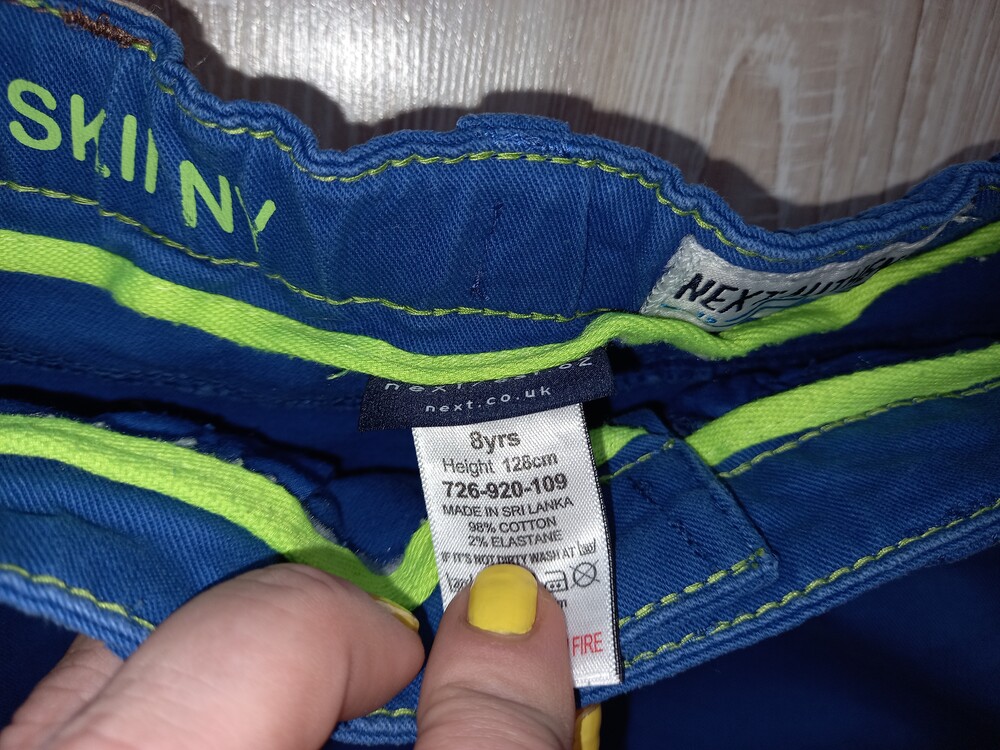 SKINNY
NEXT
next.co.uk
8yrs
Height 128cm
726-920-109
MADE IN SRI LANKA
98% COTTON
2% ELASTANE
IF IT'S NOT DIRTY WASH AT
FIRE